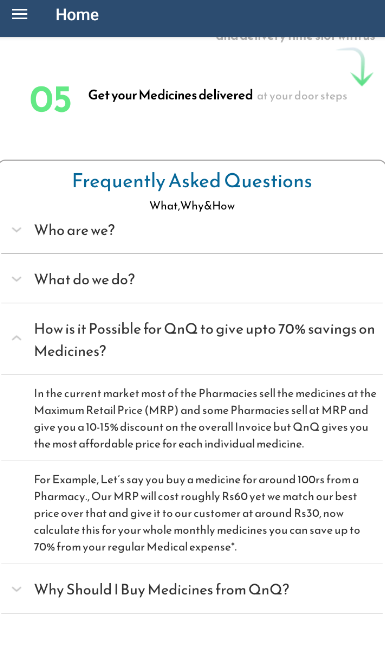 Home
and delivery time slot with us
05
Get your Medicines delivered at your door steps
Frequently Asked Questions
What,Why&How
Who are we?
What do we do?
How is it Possible for QnQ to give upto 70% savings on
Medicines?
In the current market most of the Pharmacies sell the medicines at the
Maximum Retail Price (MRP) and some Pharmacies sell at MRP and
give you a 10-15% discount on the overall Invoice but QnQ gives you
the most affordable price for each individual medicine.
For Example, Let's say you buy a medicine for around 100rs from a
Pharmacy., Our MRP will cost roughly Rs60 yet we match our best
price over that and give it to our customer at around Rs30, now
calculate this for your whole monthly medicines you can save up to
70% from your regular Medical expense*.
Why Should I Buy Medicines from QnQ?